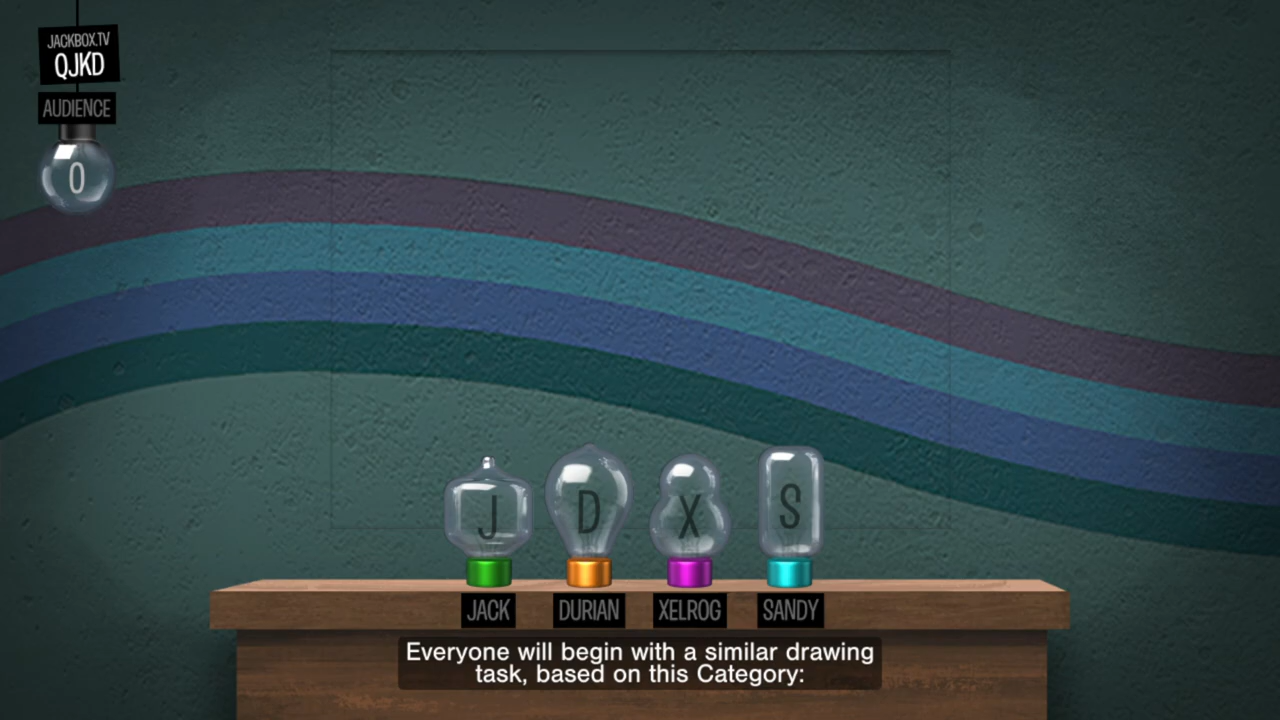 JACKBOX.TV
QJKD
AUDIENCE
0
J D X S
JACK DURIAN XELROG SANDY
Everyone will begin with a similar drawing
task, based on this Category: